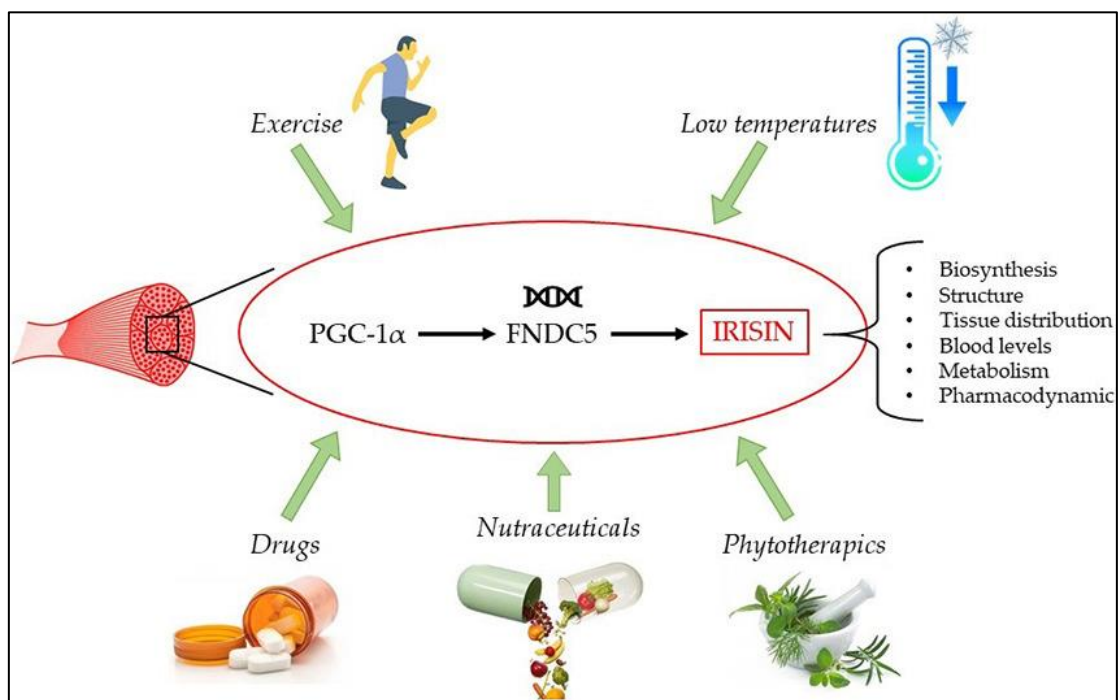 Exercise
Low temperatures
PGC-1α
FNDC5
IRISIN
• Biosynthesis
• Structure
• Tissue distribution
• Blood levels
• Metabolism
• Pharmacodynamic
Drugs
Nutraceuticals
Phytotherapics